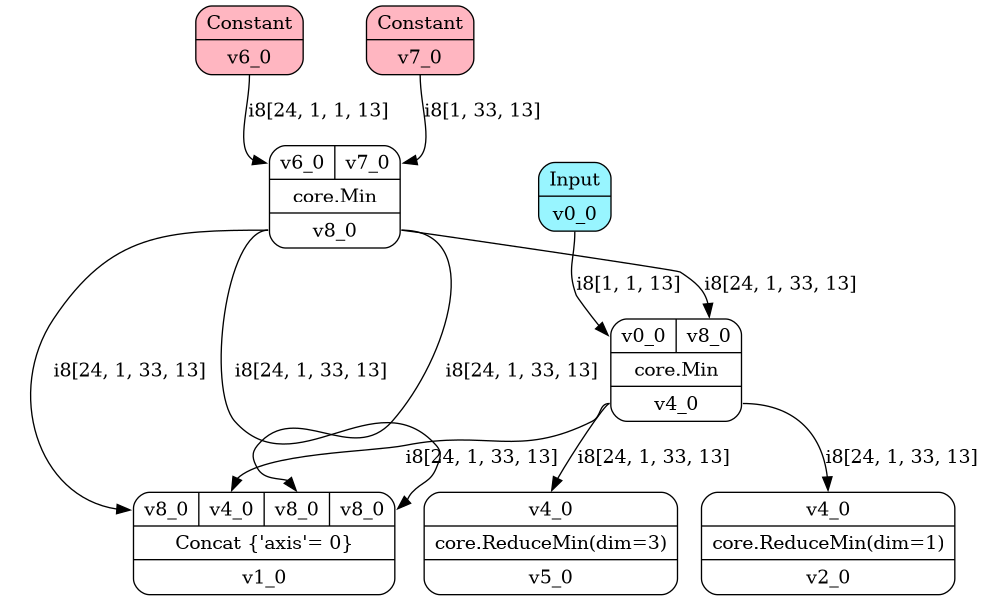 Constant
v6_0
Constant
v7_0
i8[24, 1, 1, 13]
i8[1, 33, 13]
v6_0 v7_0
core.Min
v8_0
Input
v0_0
i8[1, 1, 13]
i8[24, 1, 33, 13]
v0_0 v8_0
core.Min
v4_0
i8[24, 1, 33, 13]
i8[24, 1, 33, 13]
i8[24, 1, 33, 13]
i8[24, 1, 33, 13]
i8[24, 1, 33, 13]
i8[24, 1, 33, 13]
v8_0 v4_0 v8_0 v8_0
Concat {'axis'= 0}
v1_0
v4_0
core.ReduceMin(dim=3)
v5_0
v4_0
core.ReduceMin(dim=1)
v2_0